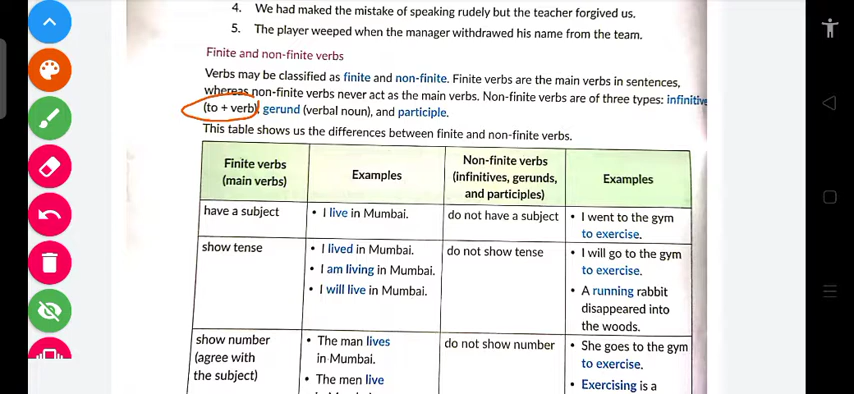 4. We had maked the mistake of speaking rudely but the teacher forgived us.
5. The player weeped when the manager withdrawed his name from the team.
Finite and non-finite verbs
Verbs may be classified as finite and non-finite. Finite verbs are the main verbs in sentences,
whereas non-finite verbs never act as the main verbs. Non-finite verbs are of three types: infinitive
(to + verb), gerund (verbal noun), and participle.
This table shows us the differences between finite and non-finite verbs.
Finite verbs
(main verbs)
Examples
Non-finite verbs
(infinitives, gerunds,
and participles)
Examples
have a subject
• I live in Mumbai.
do not have a subject
• I went to the gym
to exercise.
show tense
• I lived in Mumbai.
• I am living in Mumbai.
• I will live in Mumbai.
do not show tense
• I will go to the gym
to exercise.
• A running rabbit
disappeared into
the woods.
show number
(agree with
the subject)
• The man lives
in Mumbai.
• The men live
do not show number
• She goes to the gym
to exercise.
• Exercising is a